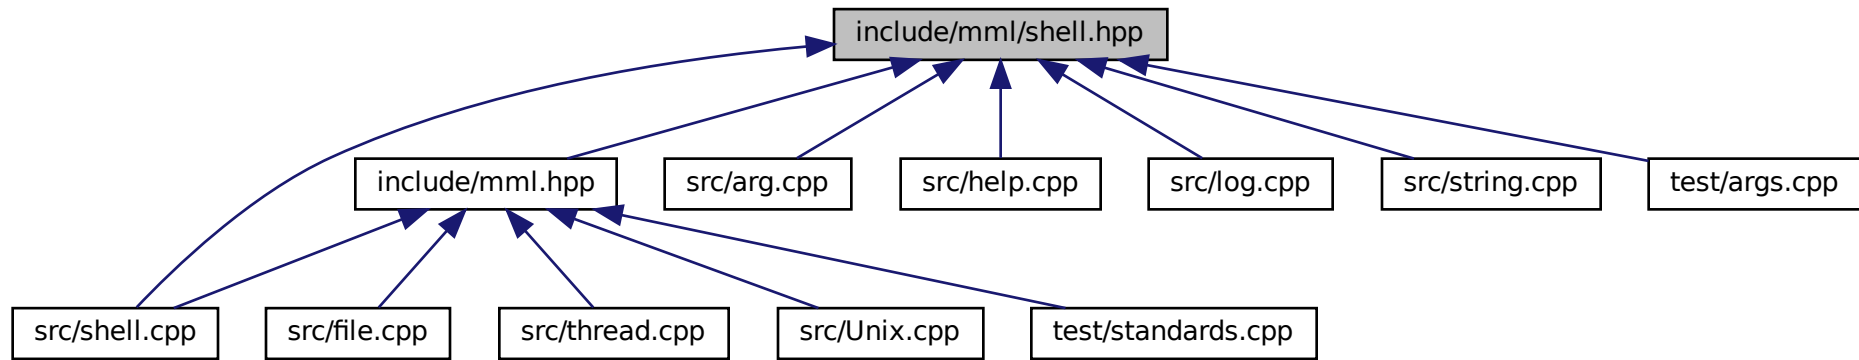 include/mml/shell.hpp
include/mml.hpp
src/arg.cpp
src/help.cpp
src/log.cpp
src/string.cpp
test/args.cpp
src/shell.cpp
src/file.cpp
src/thread.cpp
src/Unix.cpp
test/standards.cpp